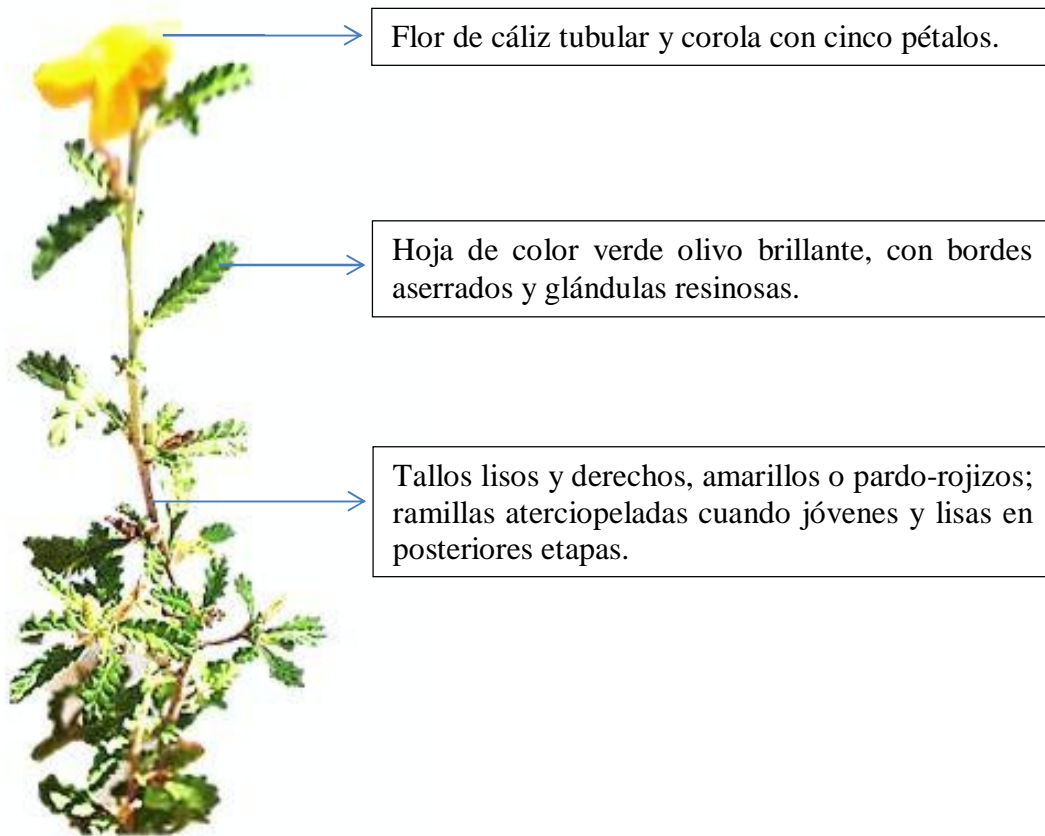 Flor de cáliz tubular y corola con cinco pétalos.
Hoja de color verde olivo brillante, con bordes
aserrados y glándulas resinosas.
Tallos lisos y derechos, amarillos o pardo-rojizos;
ramillas aterciopeladas cuando jóvenes y lisas en
posteriores etapas.